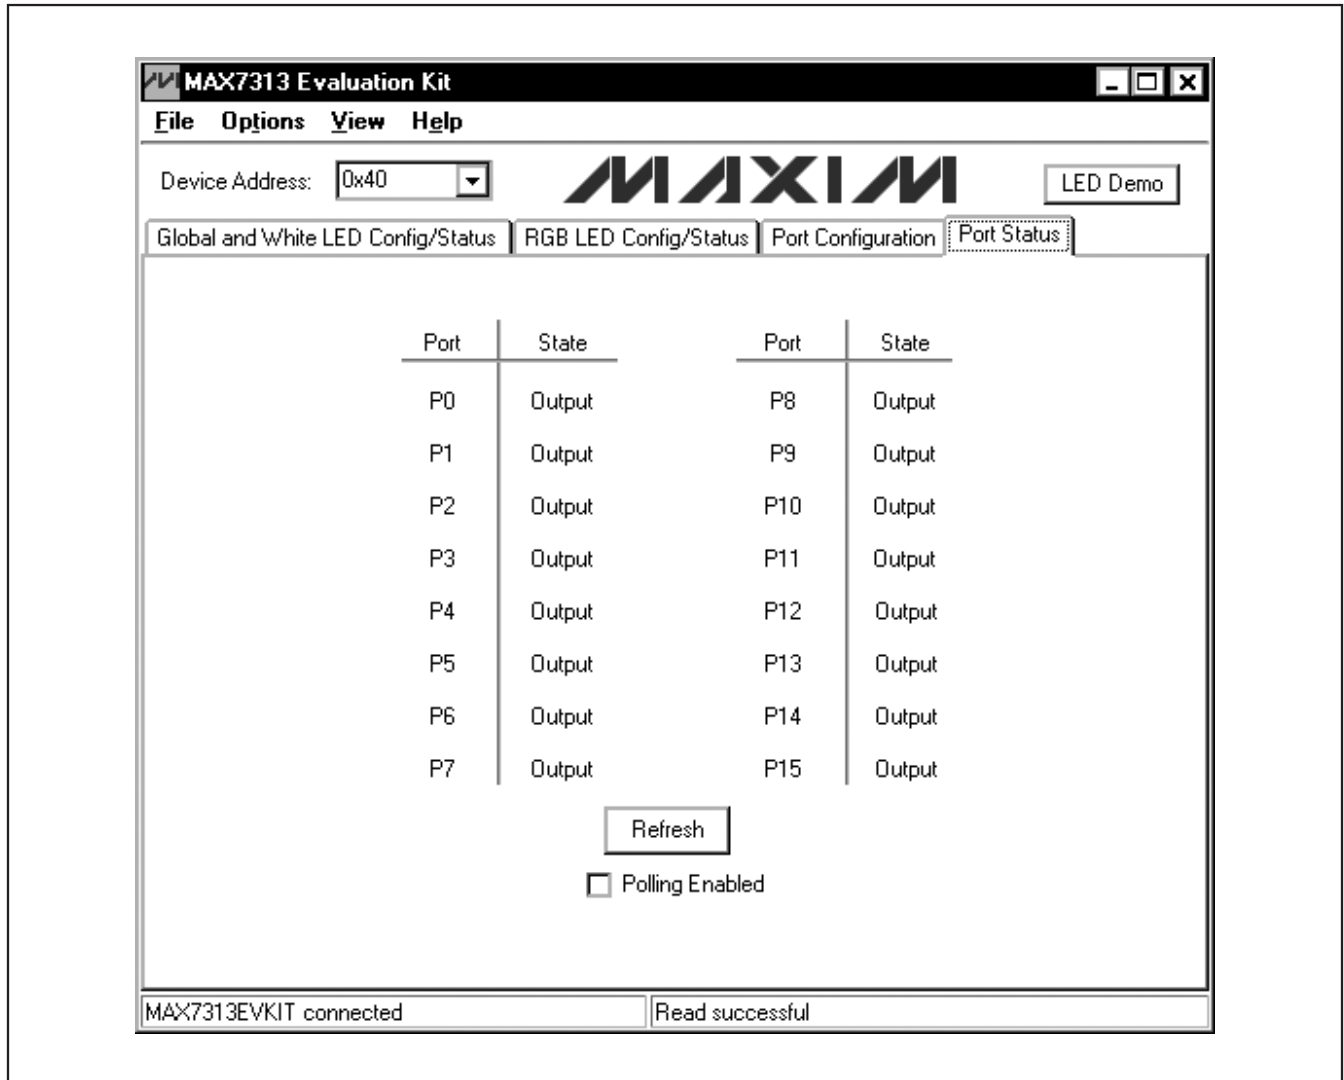 MAX7313 Evaluation Kit
File Options View Help
Device Address: 0x40 MAXIM LED Demo
Global and White LED Config/Status RGB LED Config/Status Port Configuration Port Status
Port State Port State
P0 Output P8 Output
P1 Output P9 Output
P2 Output P10 Output
P3 Output P11 Output
P4 Output P12 Output
P5 Output P13 Output
P6 Output P14 Output
P7 Output P15 Output
Refresh
Polling Enabled
MAX7313EVKIT connected Read successful